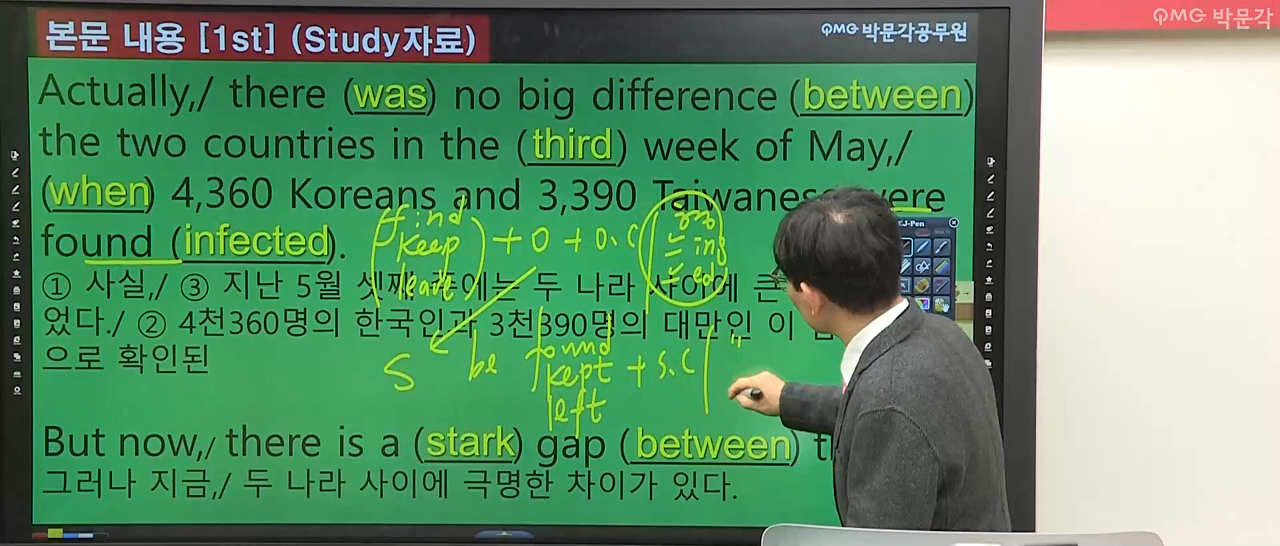 본문 내용 [1st] (Study자료)
QMG 박문각공무원
QMG 박문각
Actually,/ there (was) no big difference (between)
the two countries in the (third) week of May,/
(when) 4,360 Koreans and 3,390 Taiwanese were
found (infected).
find
keep + O + O.C
leave
ing
ed
EJ-Pen
① 사실,/ ③ 지난 5월 셋째 주에는 두 나라 사이에 큰
었다./ ② 4천360명의 한국인과 3천390명의 대만인 이
으로 확인된
S be found
kept + S.C
left
But now,/ there is a (stark) gap (between)
그러나 지금,/ 두 나라 사이에 극명한 차이가 있다.